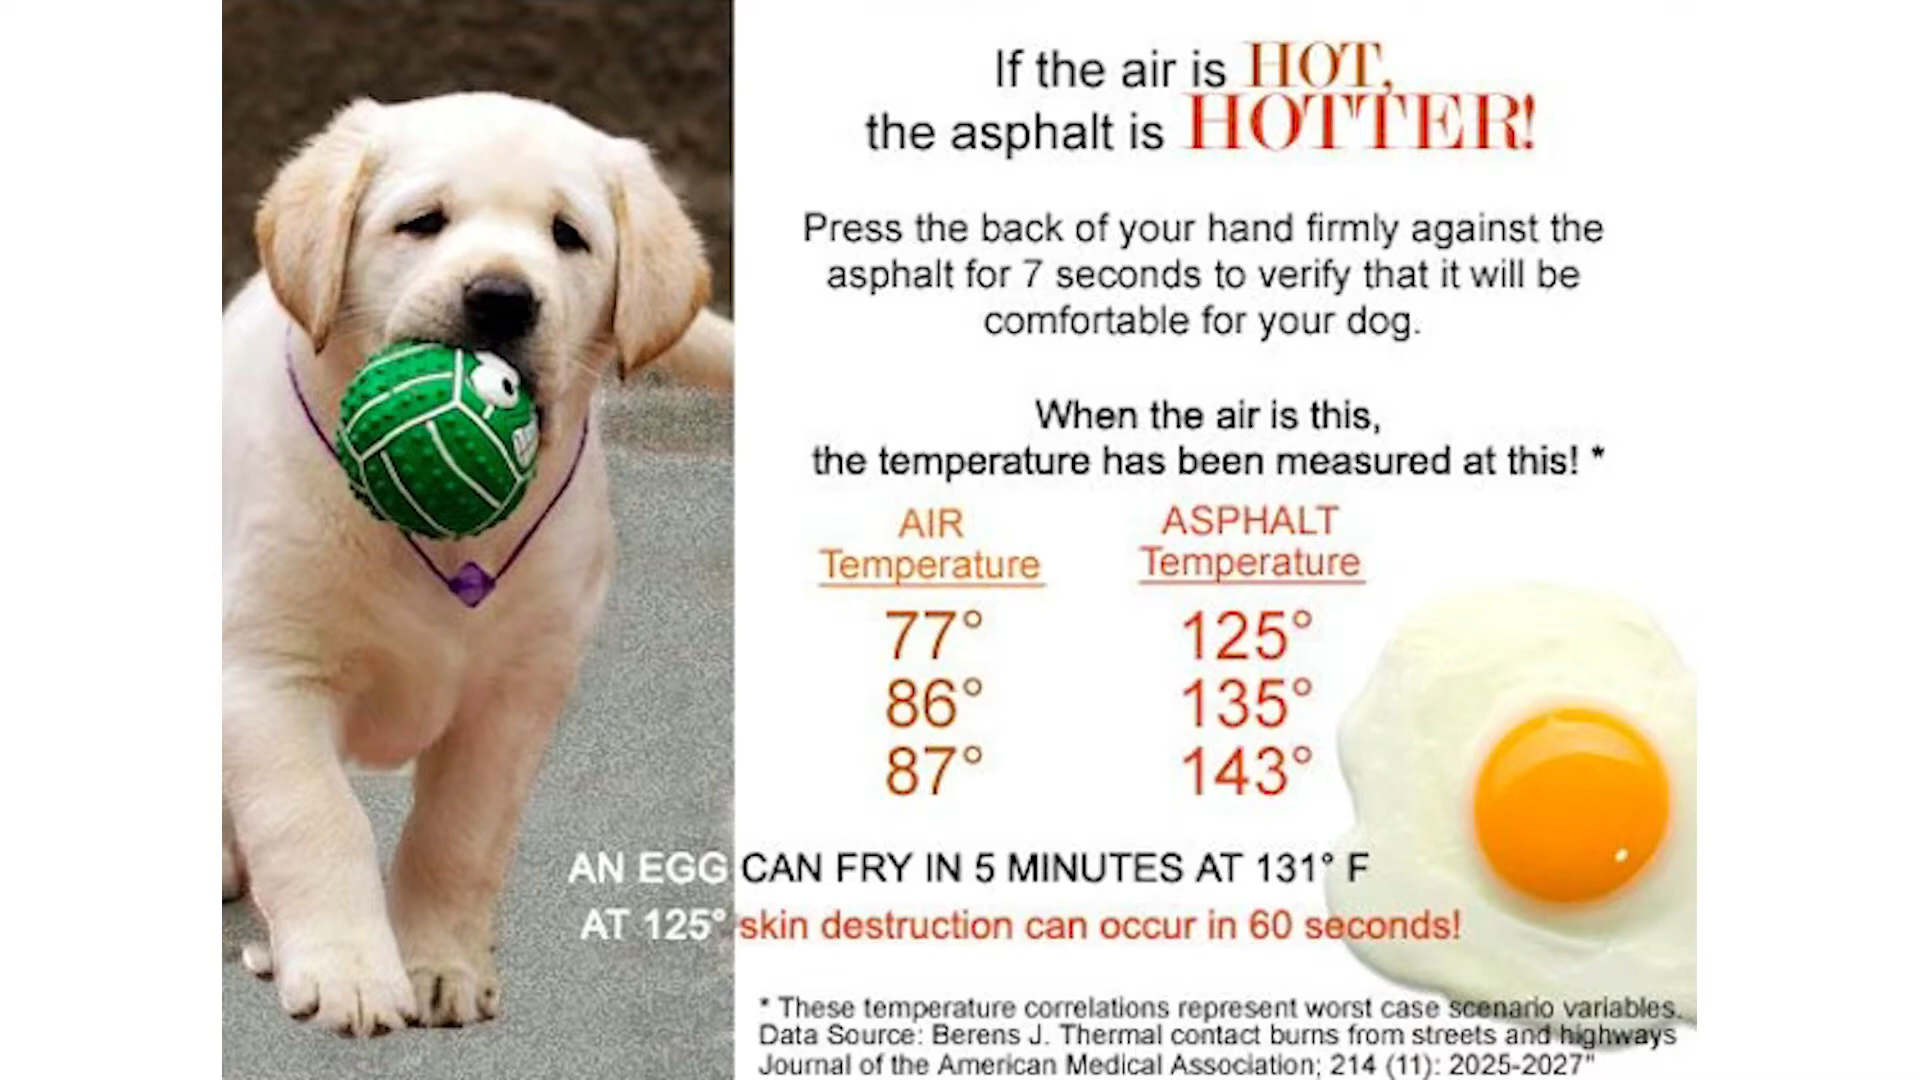 If the air is HOT,
the asphalt is HOTTER!
Press the back of your hand firmly against the
asphalt for 7 seconds to verify that it will be
comfortable for your dog.
When the air is this,
the temperature has been measured at this! *
AIR Temperature
ASPHALT Temperature
77° 125°
86° 135°
87° 143°
AN EGG CAN FRY IN 5 MINUTES AT 131° F
AT 125° skin destruction can occur in 60 seconds!
* These temperature correlations represent worst case scenario variables.
Data Source: Berens J. Thermal contact burns from streets and highways
Journal of the American Medical Association; 214 (11): 2025-2027"